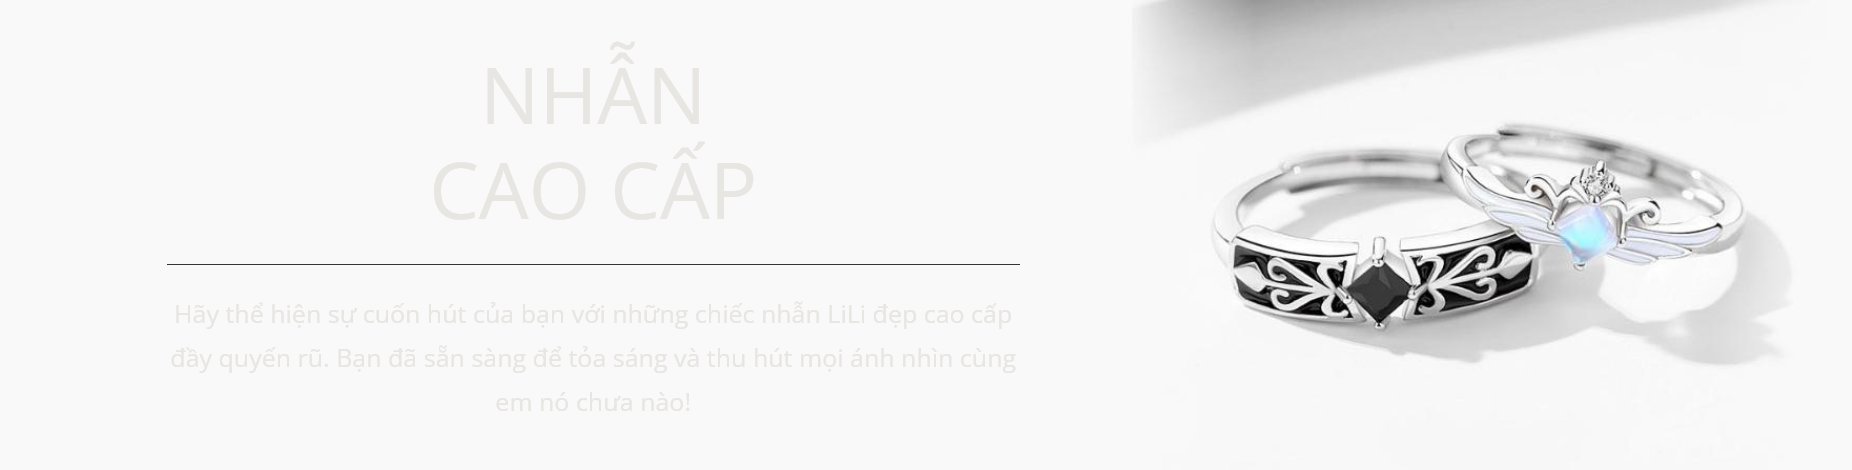 NHẪN
CAO CẤP
Hãy thể hiện sự cuốn hút của bạn với những chiếc nhẫn LiLi đẹp cao cấp
đầy quyến rũ. Bạn đã sẵn sàng để tỏa sáng và thu hút mọi ánh nhìn cùng
em nó chưa nào!